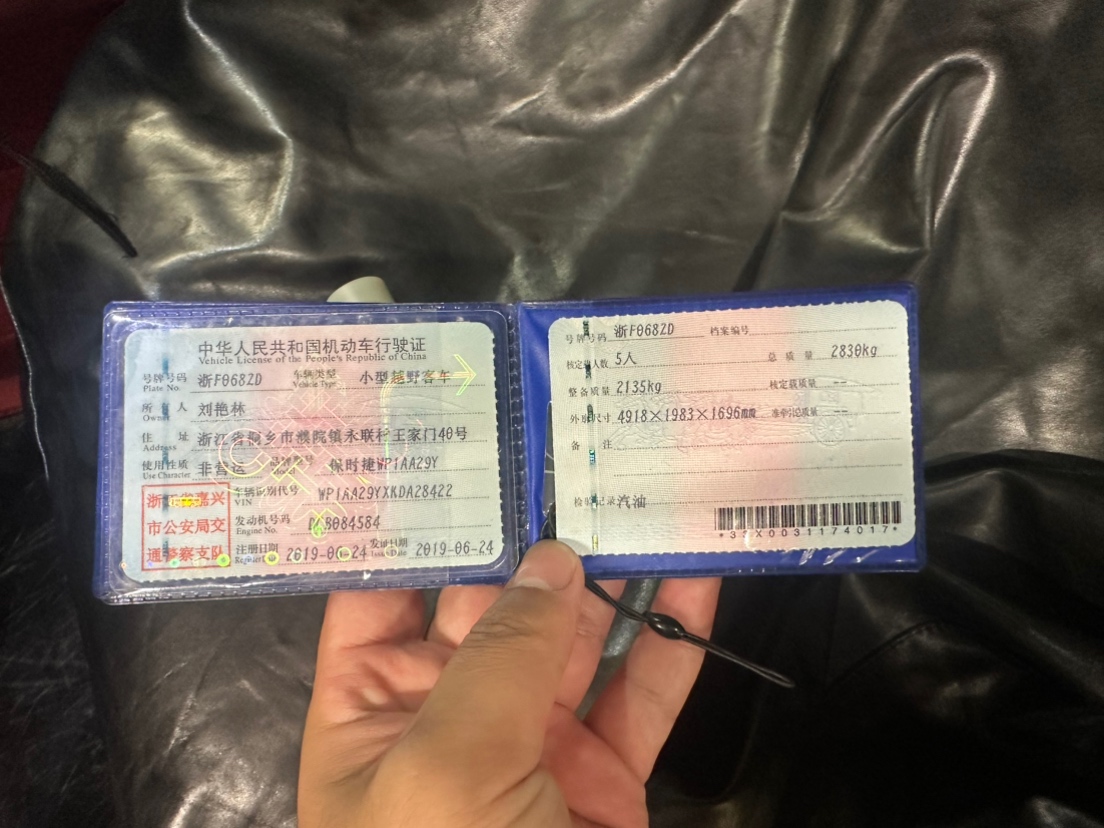 中华人民共和国机动车行驶证
Vehicle License of the People's Republic of China
号牌号码 浙F068ZD 车辆类型 小型越野客车
Plate No. Vehicle Type
所 人 刘艳林
Owner
住 址 浙江省桐乡市濮院镇永联村王家门40号
Address
使用性质 非营运 保时捷WP1AA29Y
Use Character
浙江省嘉兴
市公安局交
通警察支队
车辆识别代号 WP1AA29YXKDA28422
VIN
发动机号码 084584
Engine No.
注册日期 2019-06-24 发证日期 2019-06-24
号牌号码 浙F068ZD 档案编号
核定 人数 5人 总 质 量 2830kg
整备质量 2135kg 核定载质量 --
外 尺寸 4918×1983×1696 准牵引总质量 --
备 注
检验记录 汽油